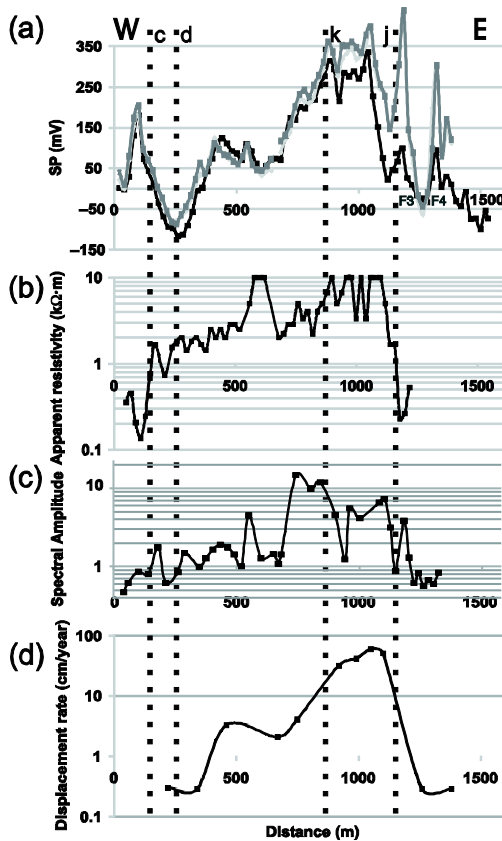 (a) W c d k j E
SP (mV)
350
250
150
50
−50
−150
500 1000 1500
F3 F4
(b)
Apparent resistivity (kΩ·m)
10
1
0.1
0 500 1000 1500
(c)
Spectral Amplitude
10
1
0 500 1000 1500
(d)
Displacement rate (cm/year)
100
10
1
0.1
0 500 1000 1500
Distance (m)